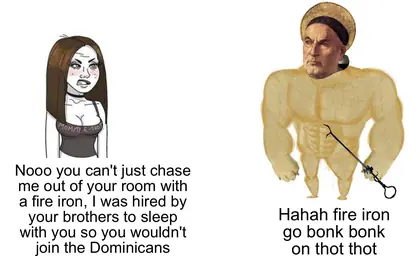 Nooo you can't just chase
me out of your room with
a fire iron, I was hired by
your brothers to sleep
with you so you wouldn't
join the Dominicans
Hahah fire iron
go bonk bonk
on thot thot